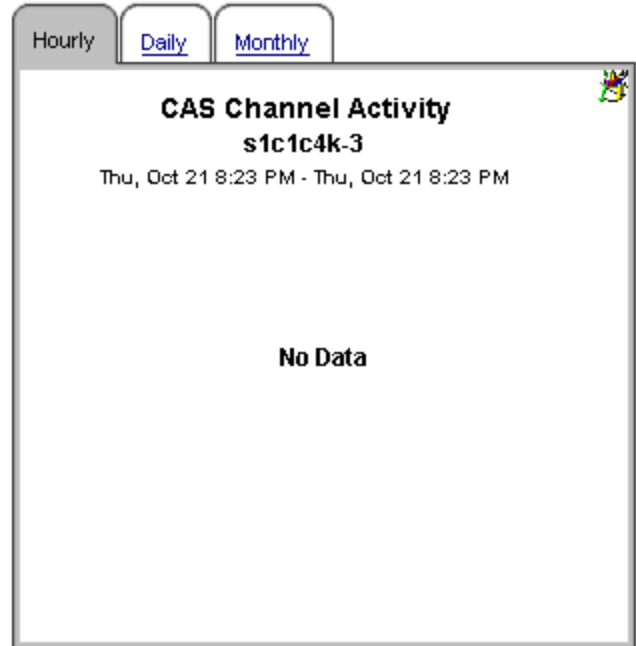 Hourly Daily Monthly
CAS Channel Activity
s1c1c4k-3
Thu, Oct 21 8:23 PM - Thu, Oct 21 8:23 PM
No Data